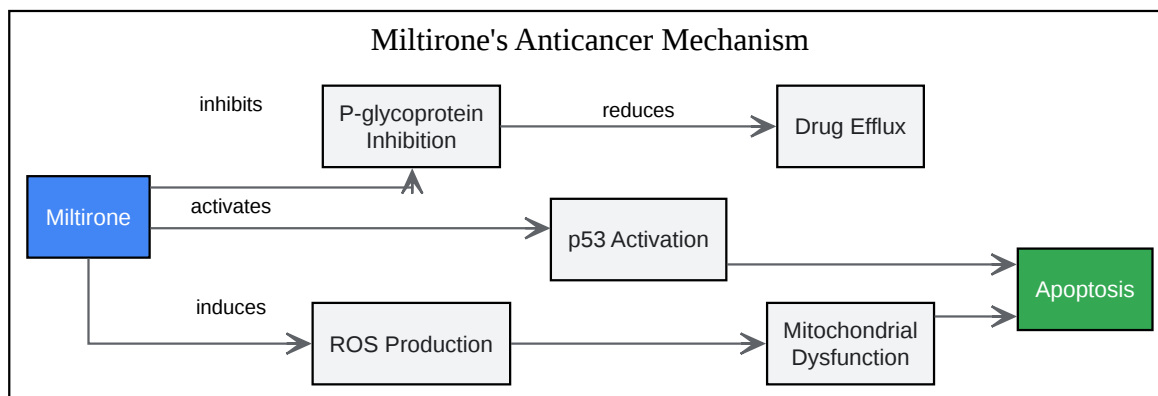 Miltirone's Anticancer Mechanism
inhibits
P-glycoprotein
Inhibition
reduces
Drug Efflux
Miltirone
activates
p53 Activation
Apoptosis
induces
ROS Production
Mitochondrial
Dysfunction